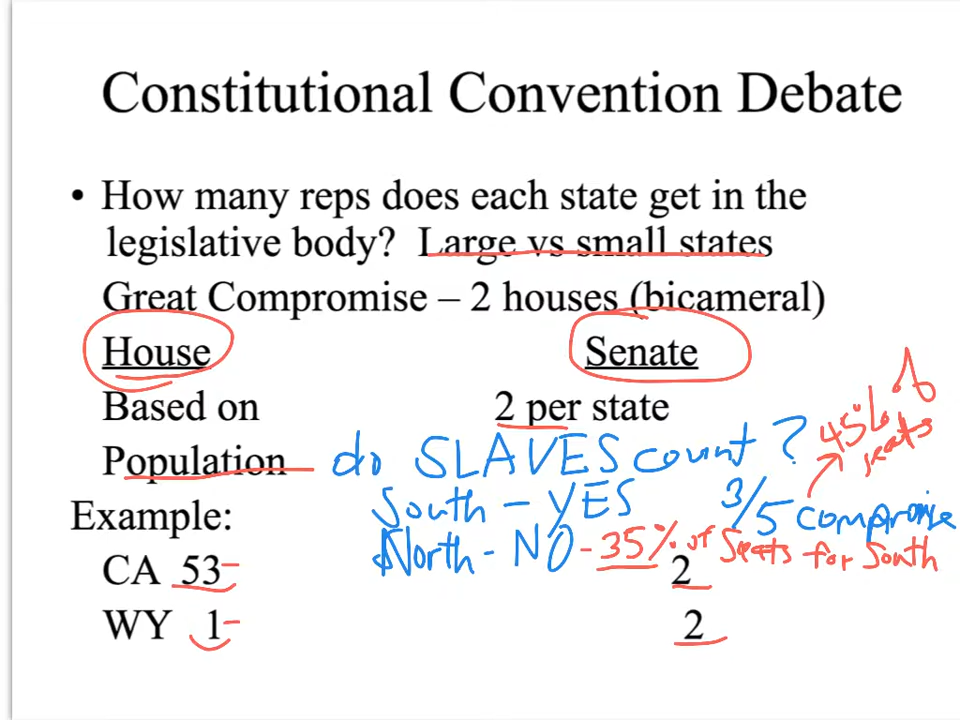 Constitutional Convention Debate
• How many reps does each state get in the
legislative body? Large vs small states
Great Compromise – 2 houses (bicameral)
House Senate
Based on 2 per state
Population do SLAVES count ?
45% of seats
South - YES 3/5 compromise
Example:
North - NO - 35% of seats for South
CA 53 2
WY 1 2